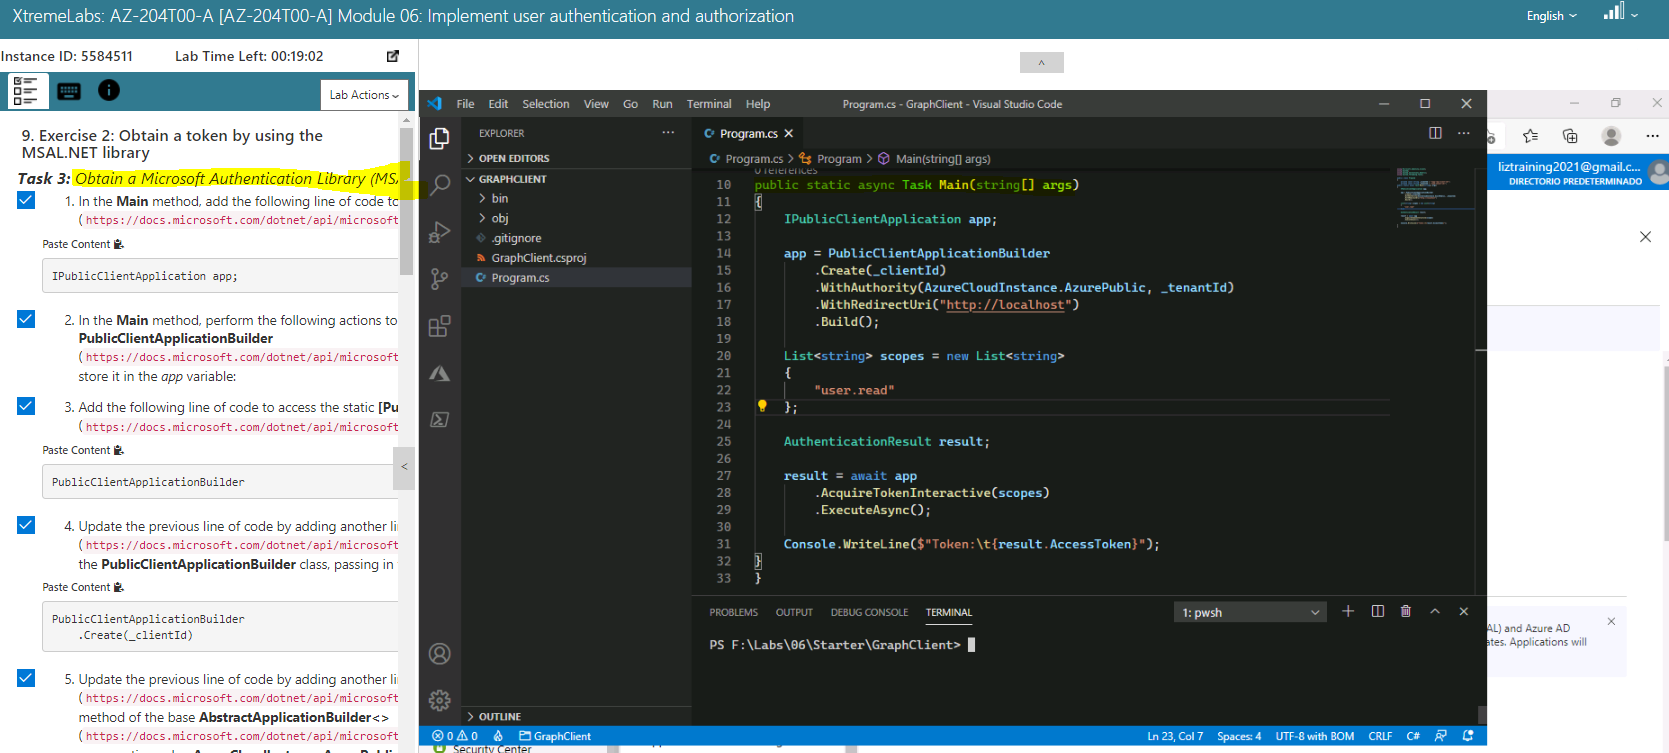 XtremeLabs: AZ-204T00-A [AZ-204T00-A] Module 06: Implement user authentication and authorization
English
Instance ID: 5584511
Lab Time Left: 00:19:02
Lab Actions
9. Exercise 2: Obtain a token by using the
MSAL.NET library
Task 3: Obtain a Microsoft Authentication Library (MSA
1. In the Main method, add the following line of code to
(https://docs.microsoft.com/dotnet/api/microsoft
Paste Content
IPublicClientApplication app;
2. In the Main method, perform the following actions to
PublicClientApplicationBuilder
(https://docs.microsoft.com/dotnet/api/microsoft
store it in the app variable:
3. Add the following line of code to access the static [Pu
(https://docs.microsoft.com/dotnet/api/microsoft
Paste Content
PublicClientApplicationBuilder
4. Update the previous line of code by adding another li
(https://docs.microsoft.com/dotnet/api/microsoft
the PublicClientApplicationBuilder class, passing in
Paste Content
PublicClientApplicationBuilder
.Create(_clientId)
5. Update the previous line of code by adding another li
(https://docs.microsoft.com/dotnet/api/microsoft
method of the base AbstractApplicationBuilder<>
(https://docs.microsoft.com/dotnet/api/microsoft
File Edit Selection View Go Run Terminal Help
Program.cs - GraphClient - Visual Studio Code
EXPLORER
OPEN EDITORS
GRAPHCLIENT
bin
obj
.gitignore
GraphClient.csproj
Program.cs
OUTLINE
Program.cs
Program.cs > Program > Main(string[] args)
0 references
10 public static async Task Main(string[] args)
11 {
12 IPublicClientApplication app;
13
14 app = PublicClientApplicationBuilder
15 .Create(_clientId)
16 .WithAuthority(AzureCloudInstance.AzurePublic, _tenantId)
17 .WithRedirectUri("http://localhost")
18 .Build();
19
20 List<string> scopes = new List<string>
21 {
22 "user.read"
23 };
24
25 AuthenticationResult result;
26
27 result = await app
28 .AcquireTokenInteractive(scopes)
29 .ExecuteAsync();
30
31 Console.WriteLine($"Token:\t{result.AccessToken}");
32 }
33 }
PROBLEMS OUTPUT DEBUG CONSOLE TERMINAL
1: pwsh
PS F:\Labs\06\Starter\GraphClient>
0 0 GraphClient
Ln 23, Col 7 Spaces: 4 UTF-8 with BOM CRLF C#
Security Center
liztraining2021@gmail.c...
DIRECTORIO PREDETERMINADO
AL) and Azure AD
ates. Applications will